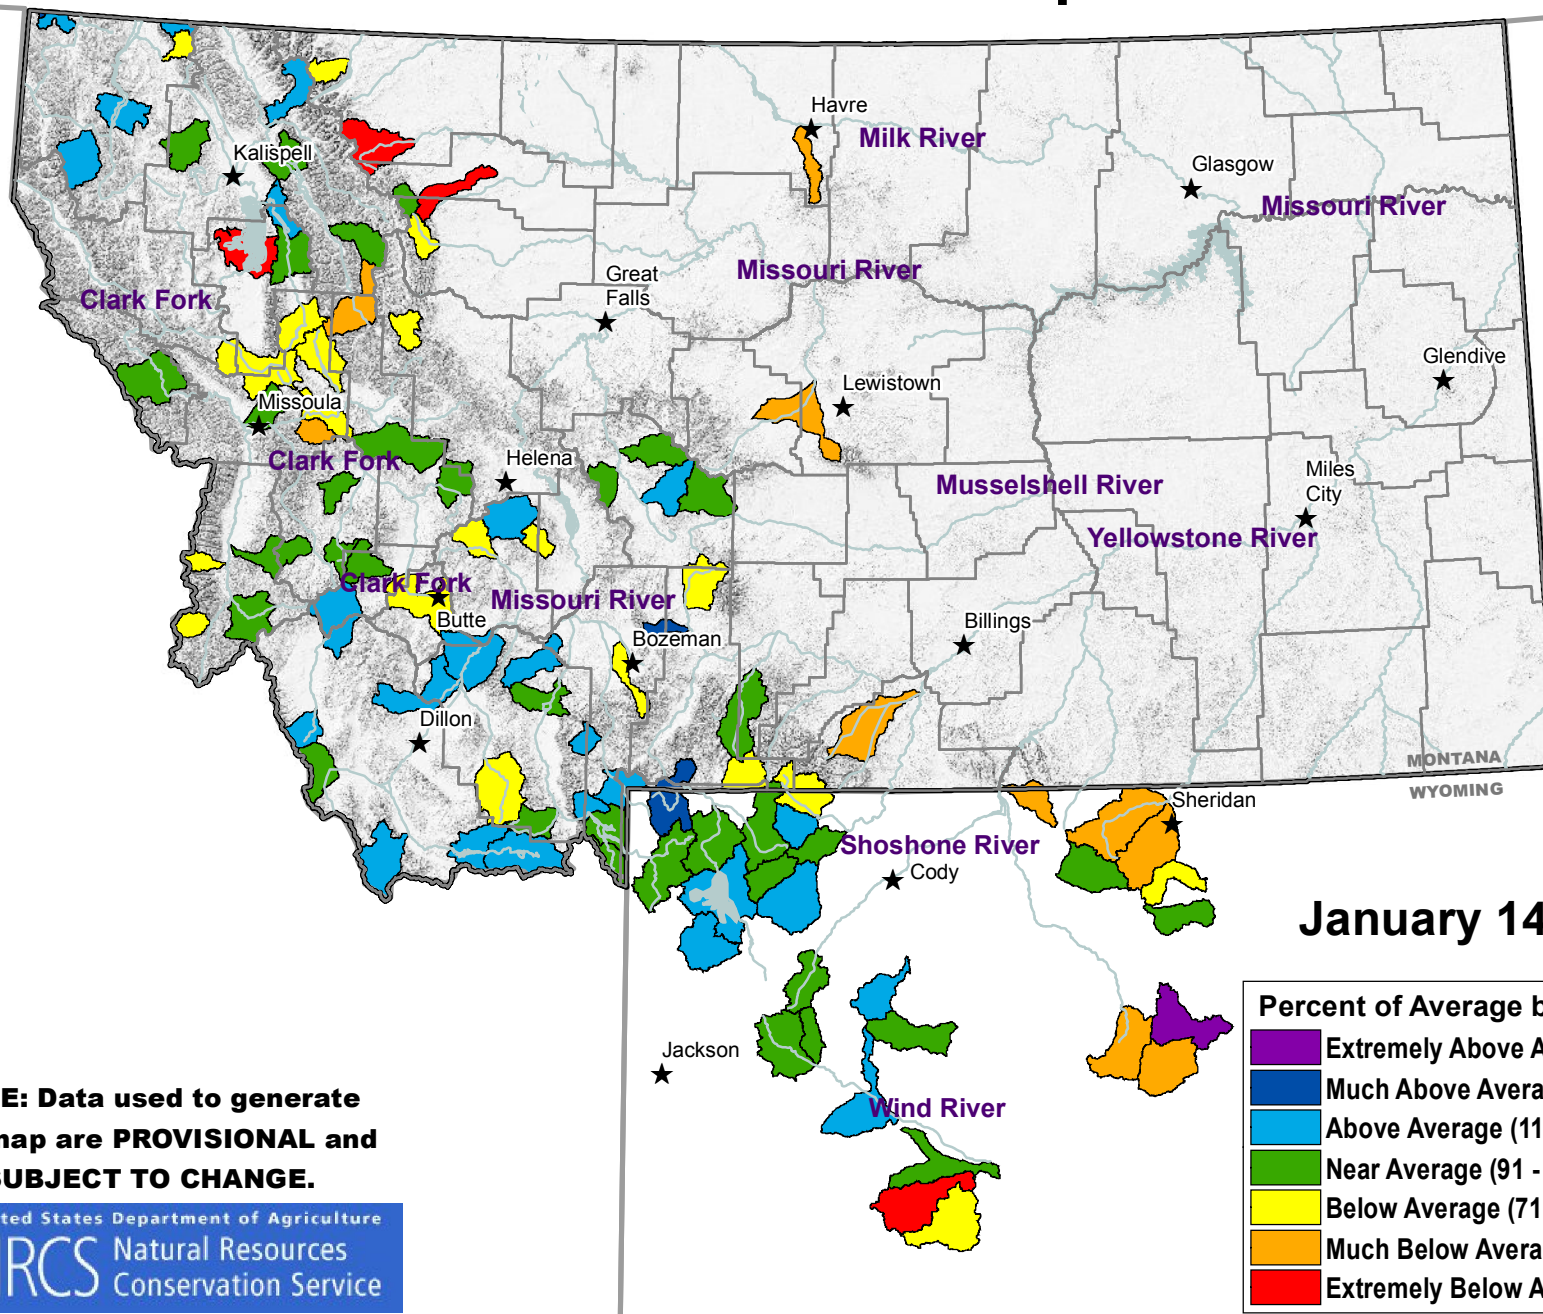 Havre
Milk River
Kalispell
Glasgow
Missouri River
Missouri River
Great
Falls
Clark Fork
Glendive
Lewistown
Missoula
Clark Fork
Helena
Miles
City
Musselshell River
Yellowstone River
Clark Fork
Missouri River
Butte
Billings
Bozeman
Dillon
MONTANA
WYOMING
Sheridan
Shoshone River
Cody
January 14
Percent of Average b
Jackson
Extremely Above A
Much Above Avera
E: Data used to generate
Wind River
Above Average (11
map are PROVISIONAL and
Near Average (91 -
SUBJECT TO CHANGE.
Below Average (71
ted States Department of Agriculture
Much Below Avera
RCS Natural Resources
Conservation Service
Extremely Below A